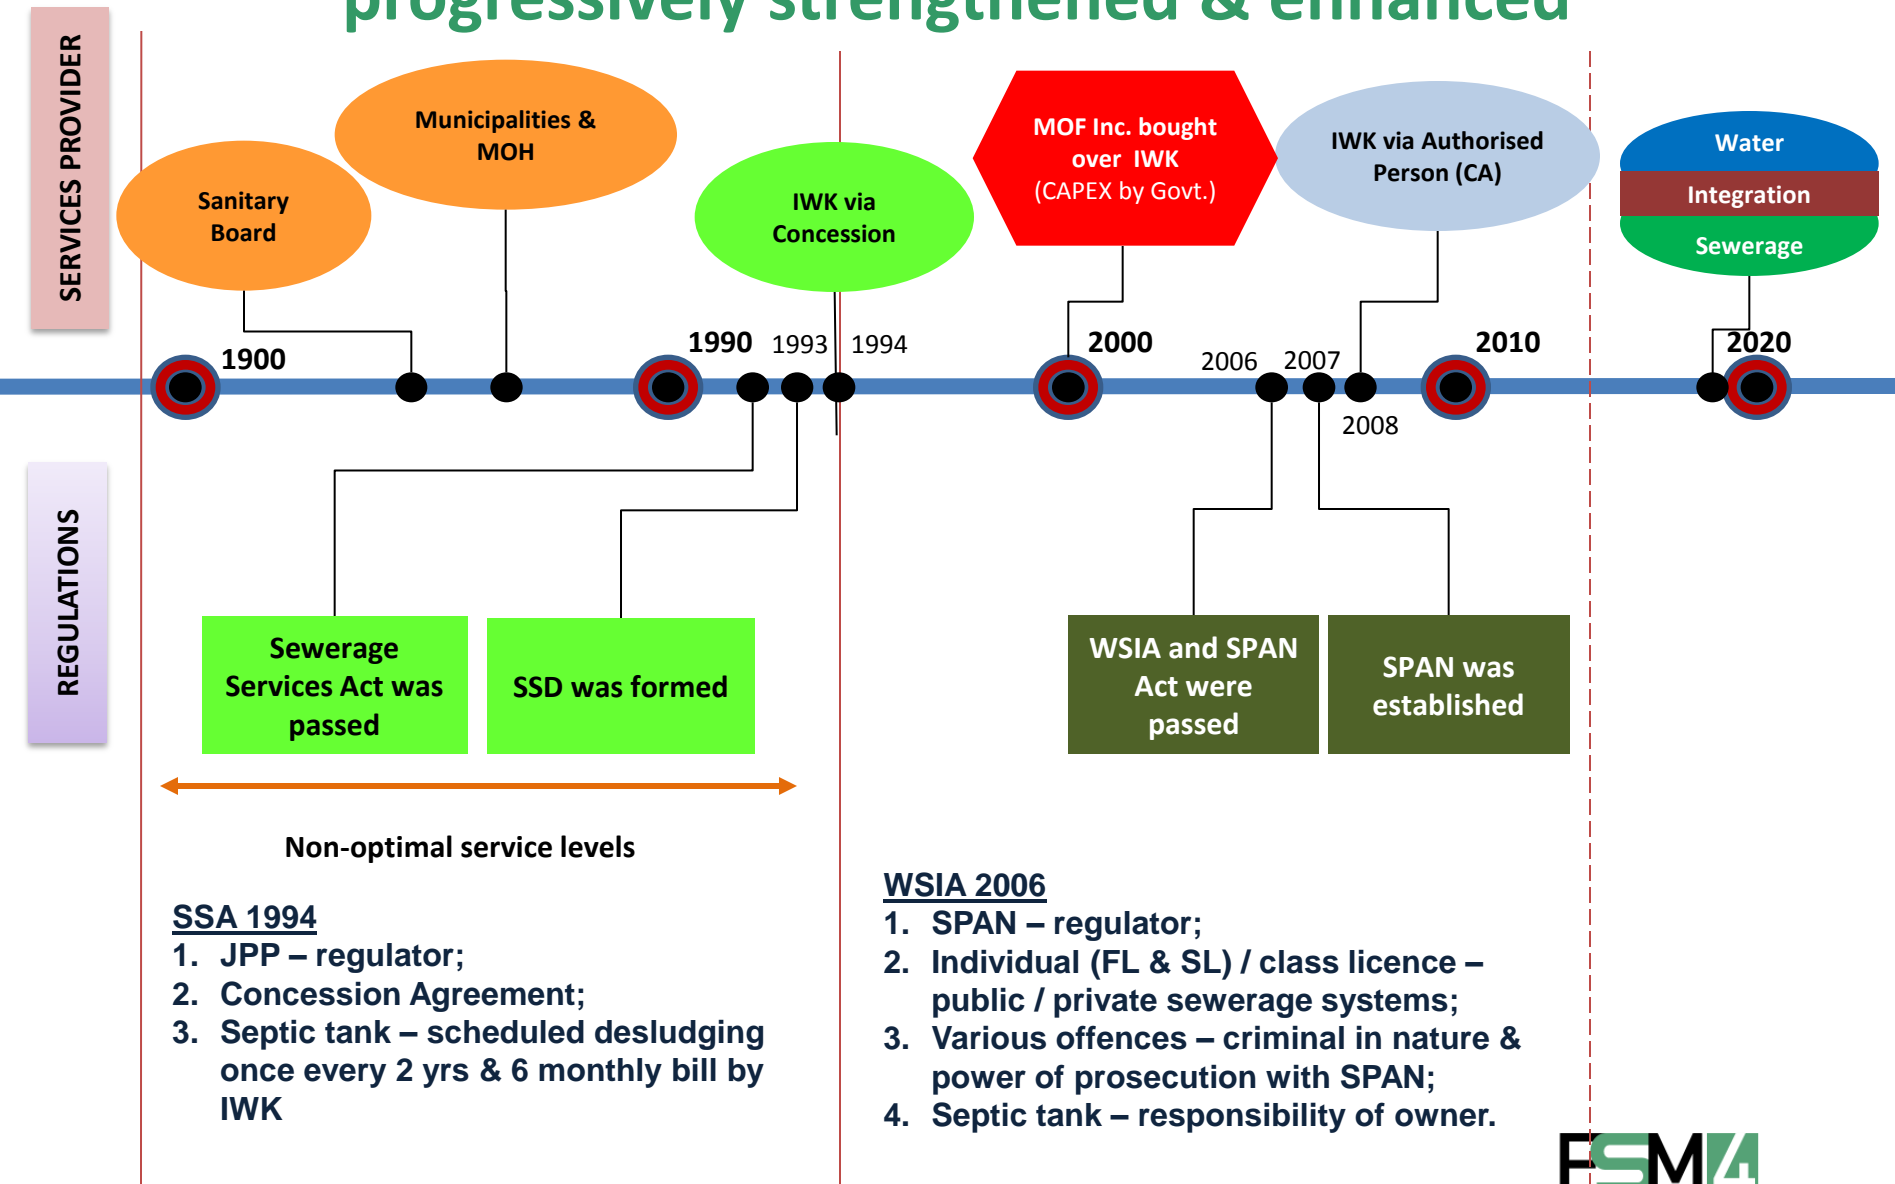 progressively strengthened & enhanced
SERVICES PROVIDER
Sanitary
Board
Municipalities &
MOH
IWK via
Concession
MOF Inc. bought
over IWK
(CAPEX by Govt.)
IWK via Authorised
Person (CA)
Water
Integration
Sewerage
1900
1990
1993
1994
2000
2006
2007
2008
2010
2020
REGULATIONS
Sewerage
Services Act was
passed
SSD was formed
WSIA and SPAN
Act were
passed
SPAN was
established
Non-optimal service levels
SSA 1994
1. JPP – regulator;
2. Concession Agreement;
3. Septic tank – scheduled desludging
once every 2 yrs & 6 monthly bill by
IWK
WSIA 2006
1. SPAN – regulator;
2. Individual (FL & SL) / class licence –
public / private sewerage systems;
3. Various offences – criminal in nature &
power of prosecution with SPAN;
4. Septic tank – responsibility of owner.
FSM4